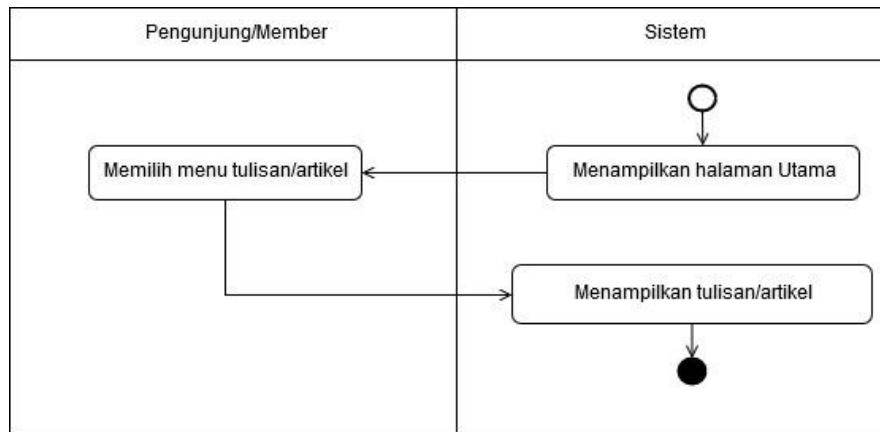 Pengunjung/Member
Sistem
Menampilkan halaman Utama
Memilih menu tulisan/artikel
Menampilkan tulisan/artikel